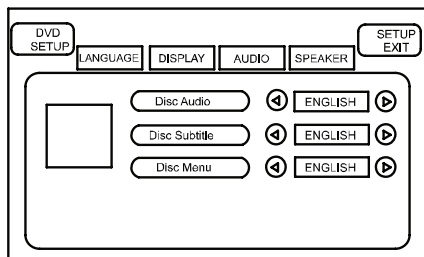 DVD
SETUP
SETUP
EXIT
LANGUAGE DISPLAY AUDIO SPEAKER
Disc Audio ENGLISH
Disc Subtitle ENGLISH
Disc Menu ENGLISH